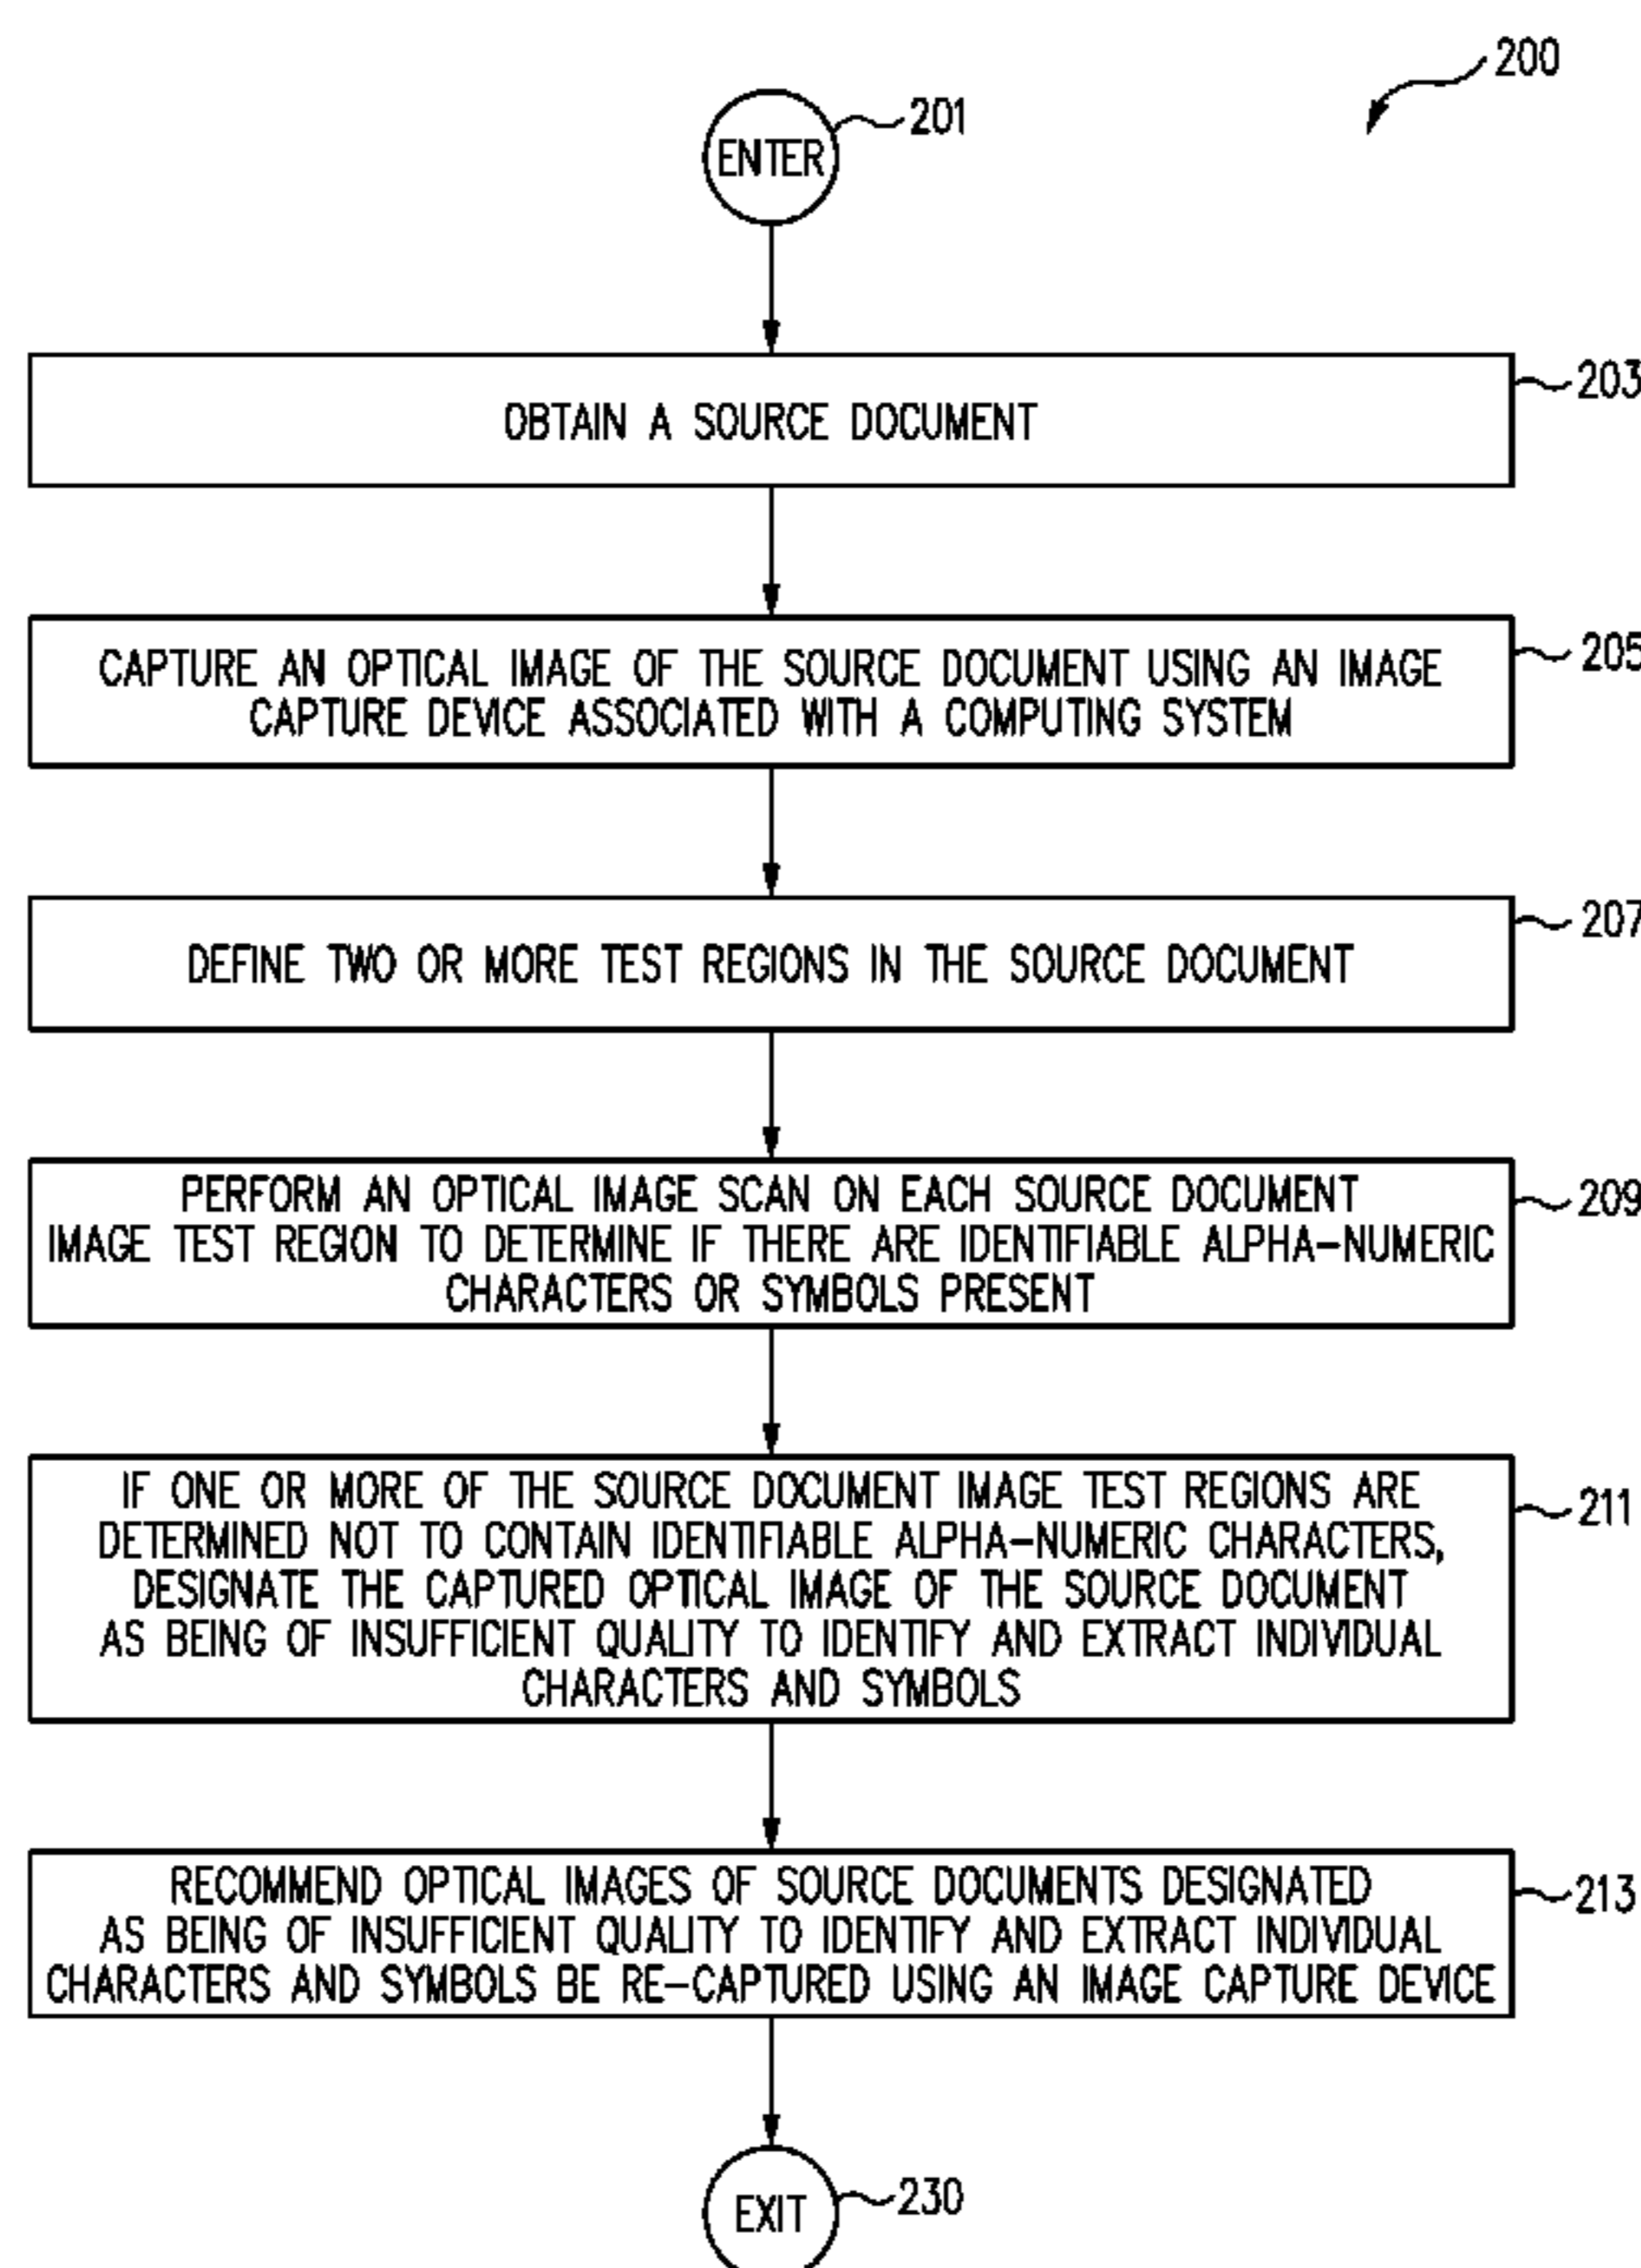 200
ENTER
201
OBTAIN A SOURCE DOCUMENT
203
CAPTURE AN OPTICAL IMAGE OF THE SOURCE DOCUMENT USING AN IMAGE
CAPTURE DEVICE ASSOCIATED WITH A COMPUTING SYSTEM
205
DEFINE TWO OR MORE TEST REGIONS IN THE SOURCE DOCUMENT
207
PERFORM AN OPTICAL IMAGE SCAN ON EACH SOURCE DOCUMENT
IMAGE TEST REGION TO DETERMINE IF THERE ARE IDENTIFIABLE ALPHA-NUMERIC
CHARACTERS OR SYMBOLS PRESENT
209
IF ONE OR MORE OF THE SOURCE DOCUMENT IMAGE TEST REGIONS ARE
DETERMINED NOT TO CONTAIN IDENTIFIABLE ALPHA-NUMERIC CHARACTERS,
DESIGNATE THE CAPTURED OPTICAL IMAGE OF THE SOURCE DOCUMENT
AS BEING OF INSUFFICIENT QUALITY TO IDENTIFY AND EXTRACT INDIVIDUAL
CHARACTERS AND SYMBOLS
211
RECOMMEND OPTICAL IMAGES OF SOURCE DOCUMENTS DESIGNATED
AS BEING OF INSUFFICIENT QUALITY TO IDENTIFY AND EXTRACT INDIVIDUAL
CHARACTERS AND SYMBOLS BE RE-CAPTURED USING AN IMAGE CAPTURE DEVICE
213
EXIT
230